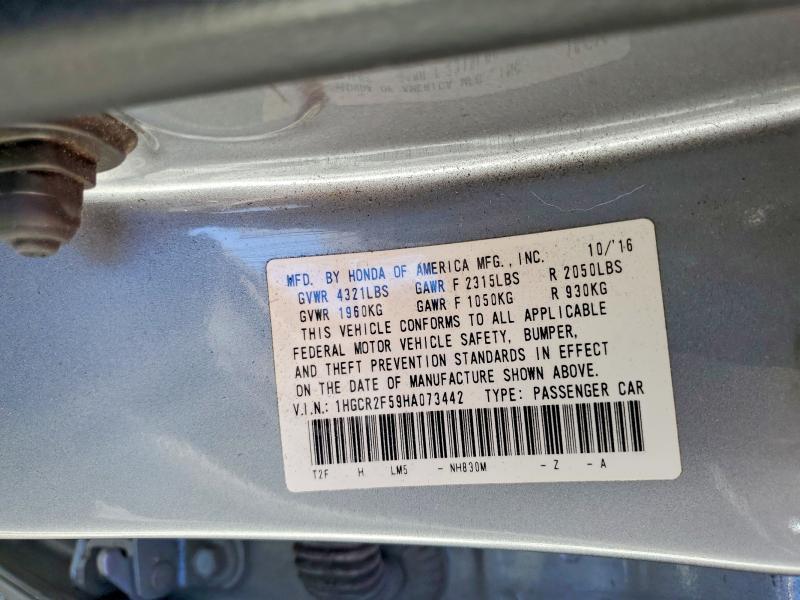 MFD. BY HONDA OF AMERICA MFG., INC. 10/'16
GVWR 4321LBS GAWR F 2315LBS R 2050LBS
GVWR 1960KG GAWR F 1050KG R 930KG
THIS VEHICLE CONFORMS TO ALL APPLICABLE
FEDERAL MOTOR VEHICLE SAFETY, BUMPER,
AND THEFT PREVENTION STANDARDS IN EFFECT
ON THE DATE OF MANUFACTURE SHOWN ABOVE.
V.I.N.: 1HGCR2F59HA073442 TYPE: PASSENGER CAR
T2F H LM5 - NH830M - Z - A